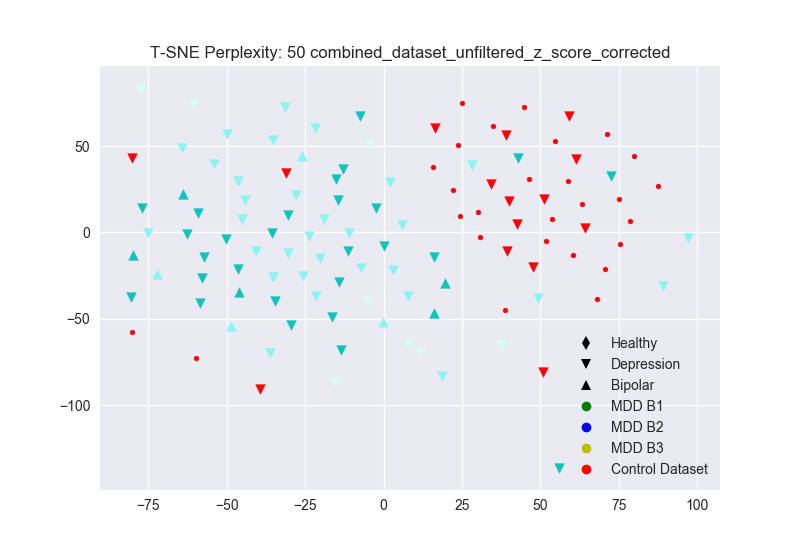 T-SNE Perplexity: 50 combined_dataset_unfiltered_z_score_corrected
50
0
−50
−100
Healthy
Depression
Bipolar
MDD B1
MDD B2
MDD B3
Control Dataset
−75 −50 −25 0 25 50 75 100